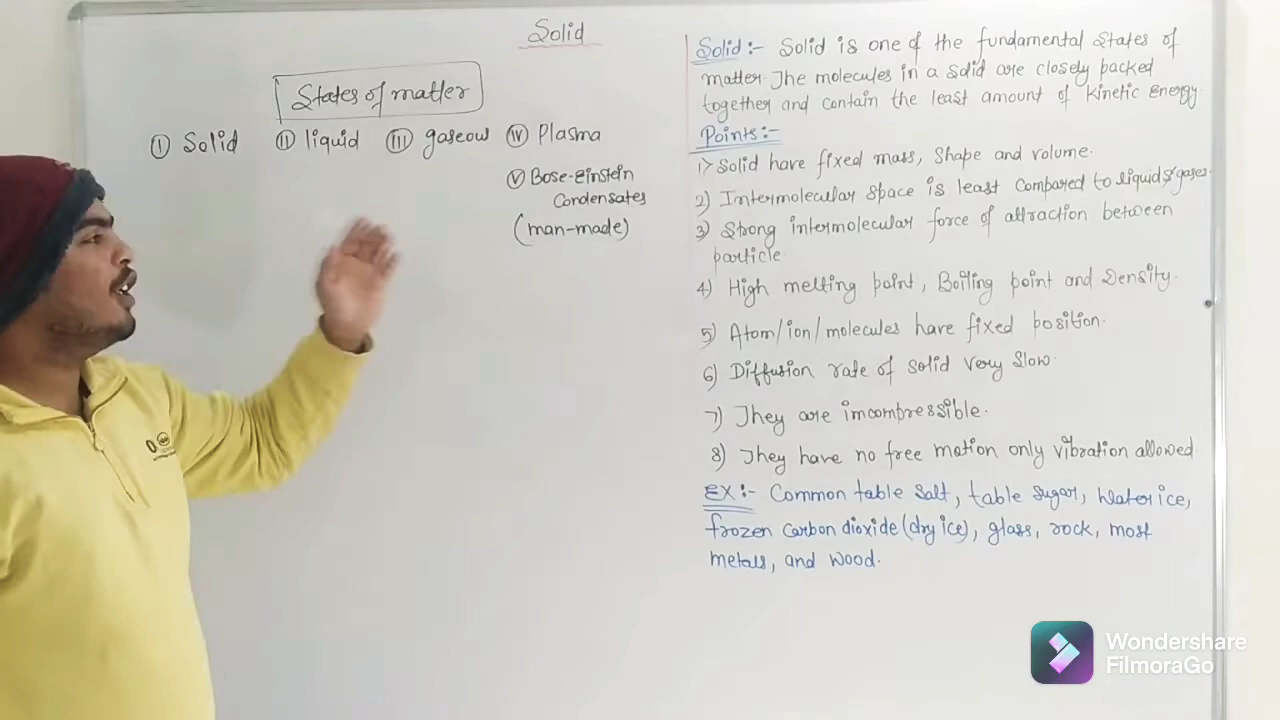 Solid
States of matter
(I) Solid (II) liquid (III) gaseous (IV) Plasma
(V) Bose-Einstein
Condensates
(man-made)
Solid :- Solid is one of the fundamental States of
matter. The molecules in a solid are closely packed
together and contain the least amount of Kinetic Energy
Points :-
1) Solid have fixed mass, Shape and volume.
2) Intermolecular space is least compared to liquid & gases.
3) Strong intermolecular force of attraction between
particle
4) High melting point, Boiling point and Density.
5) Atom/ion/molecules have fixed position.
6) Diffusion rate of solid very slow
7) They are imcompressible.
8) They have no free motion only vibration allowed.
EX :- Common table salt, table sugar, water ice,
frozen carbon dioxide (dry ice), glass, rock, most
metals, and wood.
Wondershare
FilmoraGo